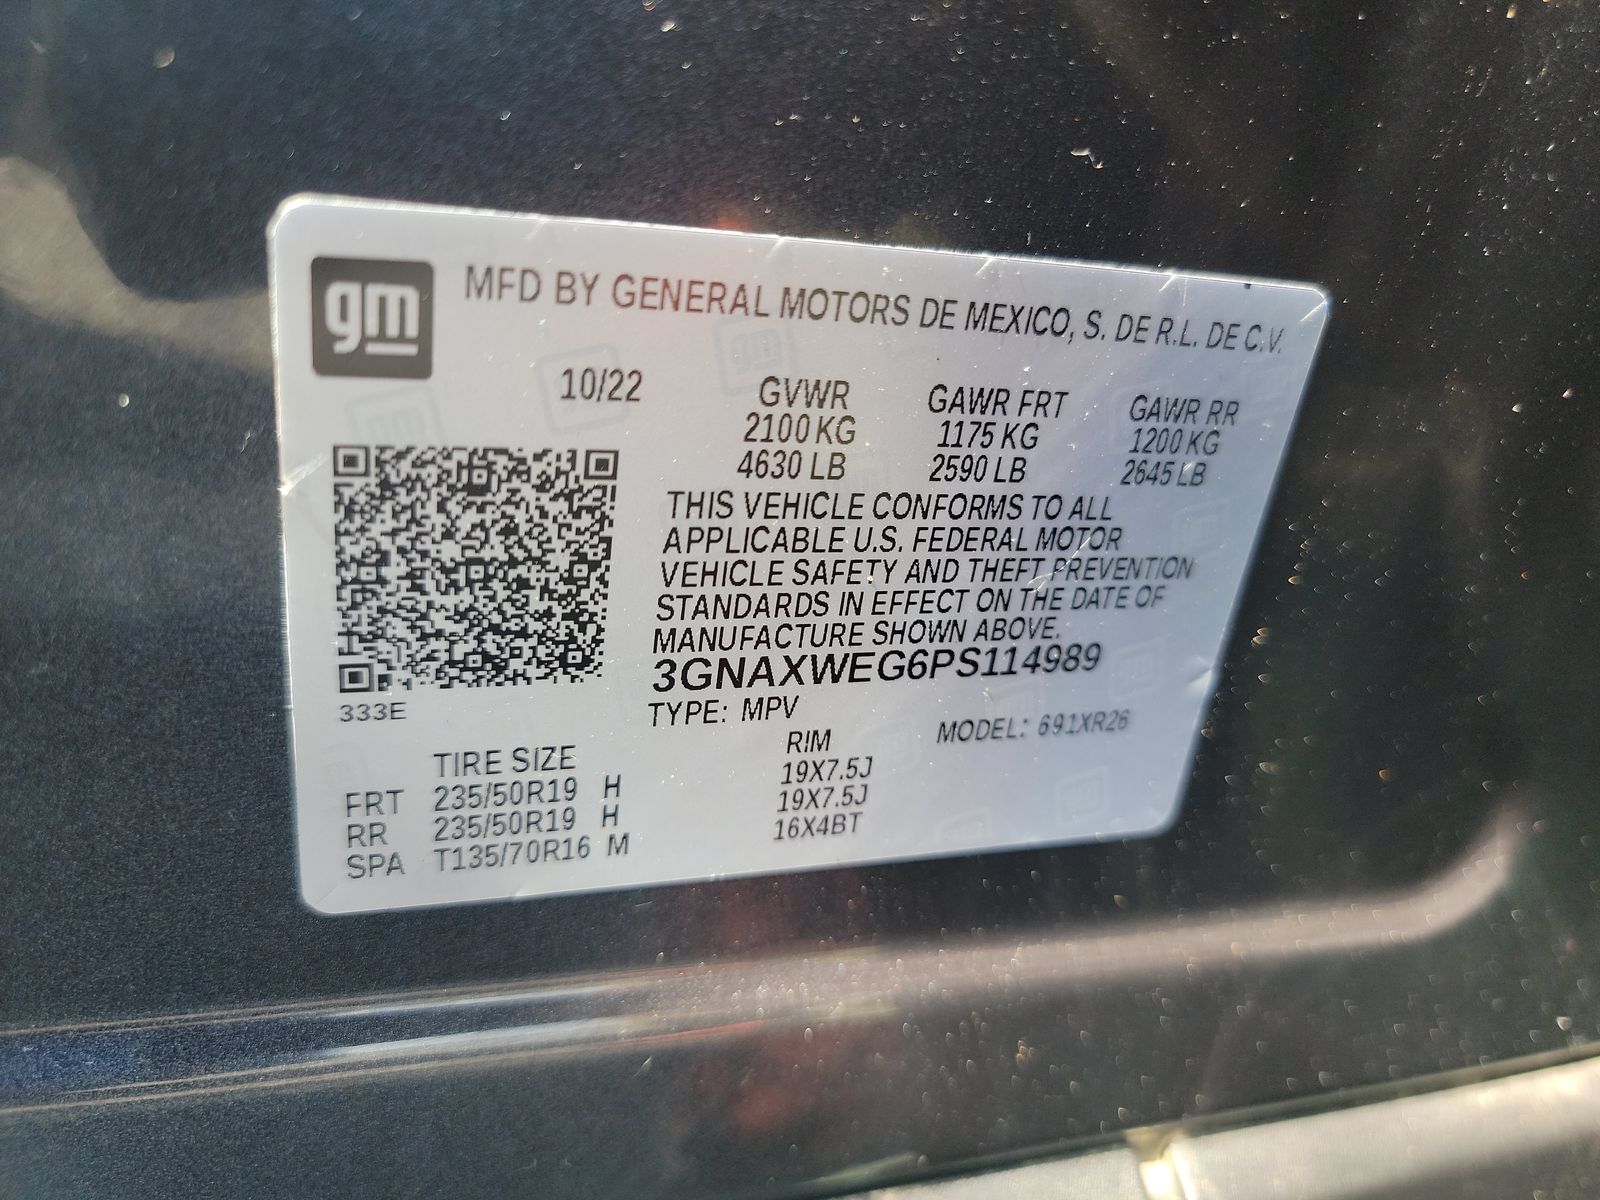 gm
MFD BY GENERAL MOTORS DE MEXICO, S. DE R.L. DE C.V.
10/22 GVWR GAWR FRT GAWR RR
2100 KG 1175 KG 1200 KG
4630 LB 2590 LB 2645 LB
THIS VEHICLE CONFORMS TO ALL
APPLICABLE U.S. FEDERAL MOTOR
VEHICLE SAFETY AND THEFT PREVENTION
STANDARDS IN EFFECT ON THE DATE OF
MANUFACTURE SHOWN ABOVE.
3GNAXWEG6PS114989
333E
TYPE: MPV MODEL: 691XR26
TIRE SIZE RIM
FRT 235/50R19 H 19X7.5J
RR 235/50R19 H 19X7.5J
SPA T135/70R16 M 16X4BT